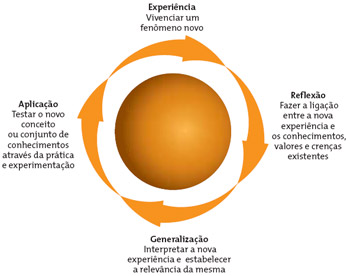 Experiência
Vivenciar um
fenômeno novo
Reflexão
Fazer a ligação
entre a nova
experiência e
os conhecimentos,
valores e crenças
existentes
Generalização
Interpretar a nova
experiência e estabelecer
a relevância da mesma
Aplicação
Testar o novo
conceito
ou conjunto de
conhecimentos
através da prática
e experimentação